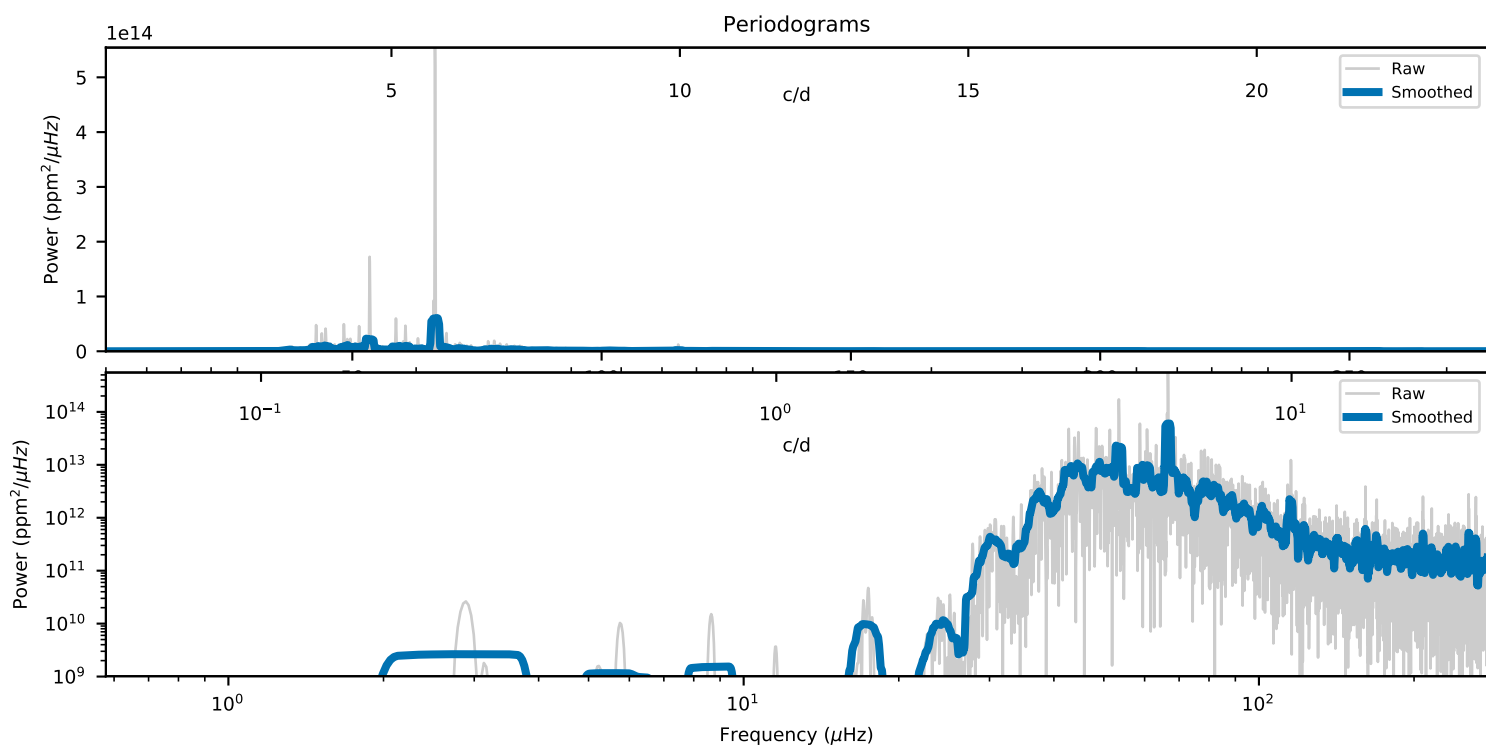 Periodograms
1e14
5 10 15 20
c/d
Raw
Smoothed
5
4
3
2
1
0
Power (ppm²/μHz)
10⁻¹ 10⁰ 10¹
c/d
Raw
Smoothed
10¹⁴
10¹³
10¹²
10¹¹
10¹⁰
10⁹
Power (ppm²/μHz)
10⁰ 10¹ 10²
Frequency (μHz)